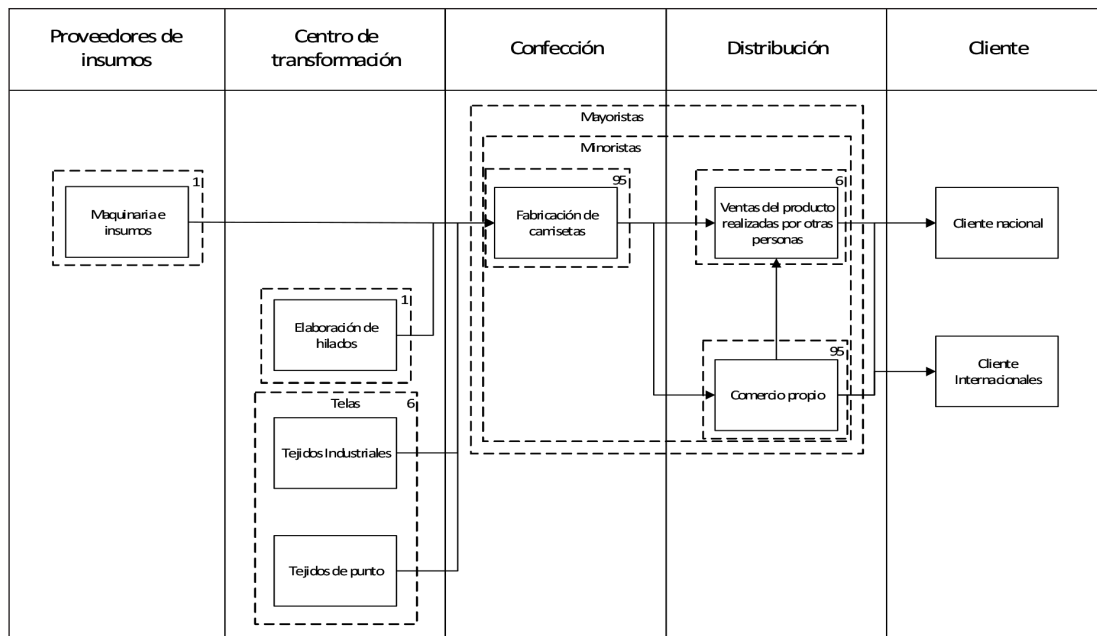 Proveedores de
insumos
Centro de
transformación
Confección
Distribución
Cliente
Mayoristas
Minoristas
1
Maquinaria e
insumos
95
Fabricación de
camisetas
6
Ventas del producto
realizadas por otras
personas
Cliente nacional
1
Elaboración de
hilados
95
Comercio propio
Cliente
Internacionales
Telas
6
Tejidos Industriales
Tejidos de punto